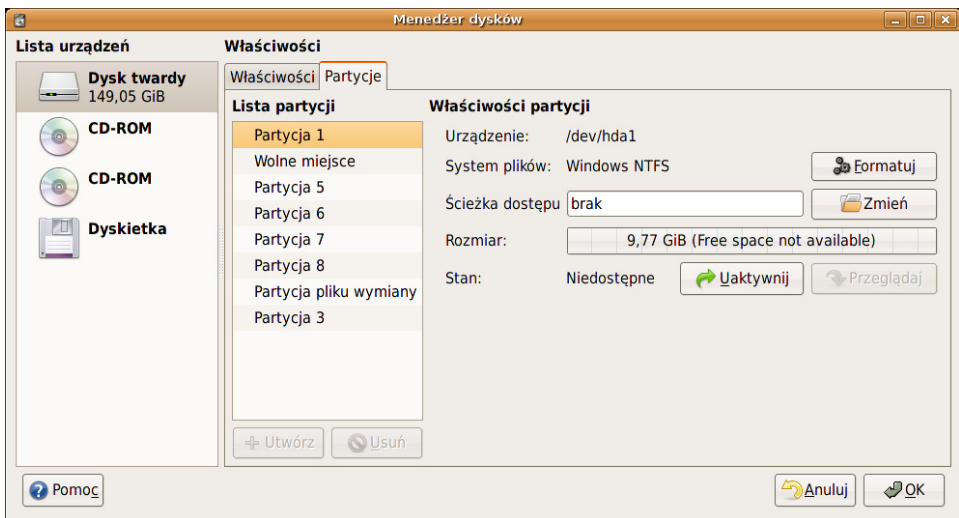 Menedżer dysków
Lista urządzeń
Dysk twardy
149,05 GiB
CD-ROM
CD-ROM
Dyskietka
Właściwości
Właściwości Partycje
Lista partycji
Partycja 1
Wolne miejsce
Partycja 5
Partycja 6
Partycja 7
Partycja 8
Partycja pliku wymiany
Partycja 3
Utwórz Usuń
Właściwości partycji
Urządzenie: /dev/hda1
System plików: Windows NTFS Formatuj
Ścieżka dostępu brak Zmień
Rozmiar: 9,77 GiB (Free space not available)
Stan: Niedostępne Uaktywnij Przeglądaj
Pomoc Anuluj OK